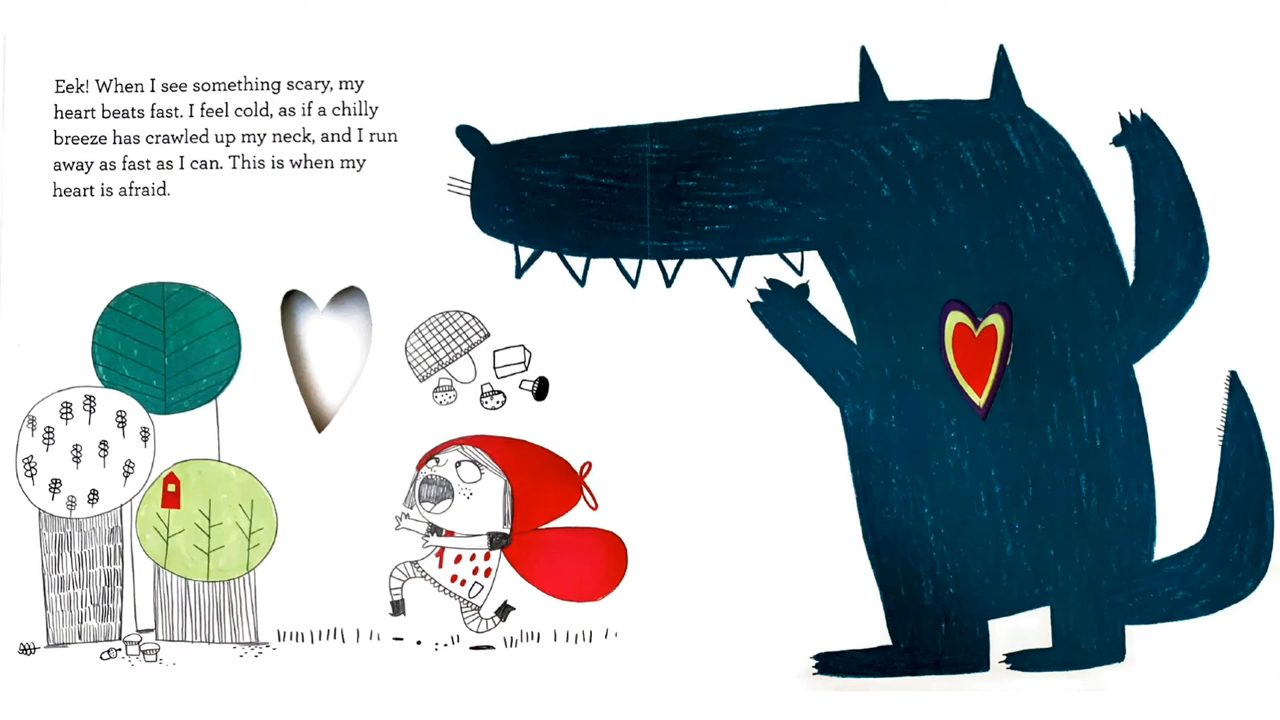 Eek! When I see something scary, my
heart beats fast. I feel cold, as if a chilly
breeze has crawled up my neck, and I run
away as fast as I can. This is when my
heart is afraid.